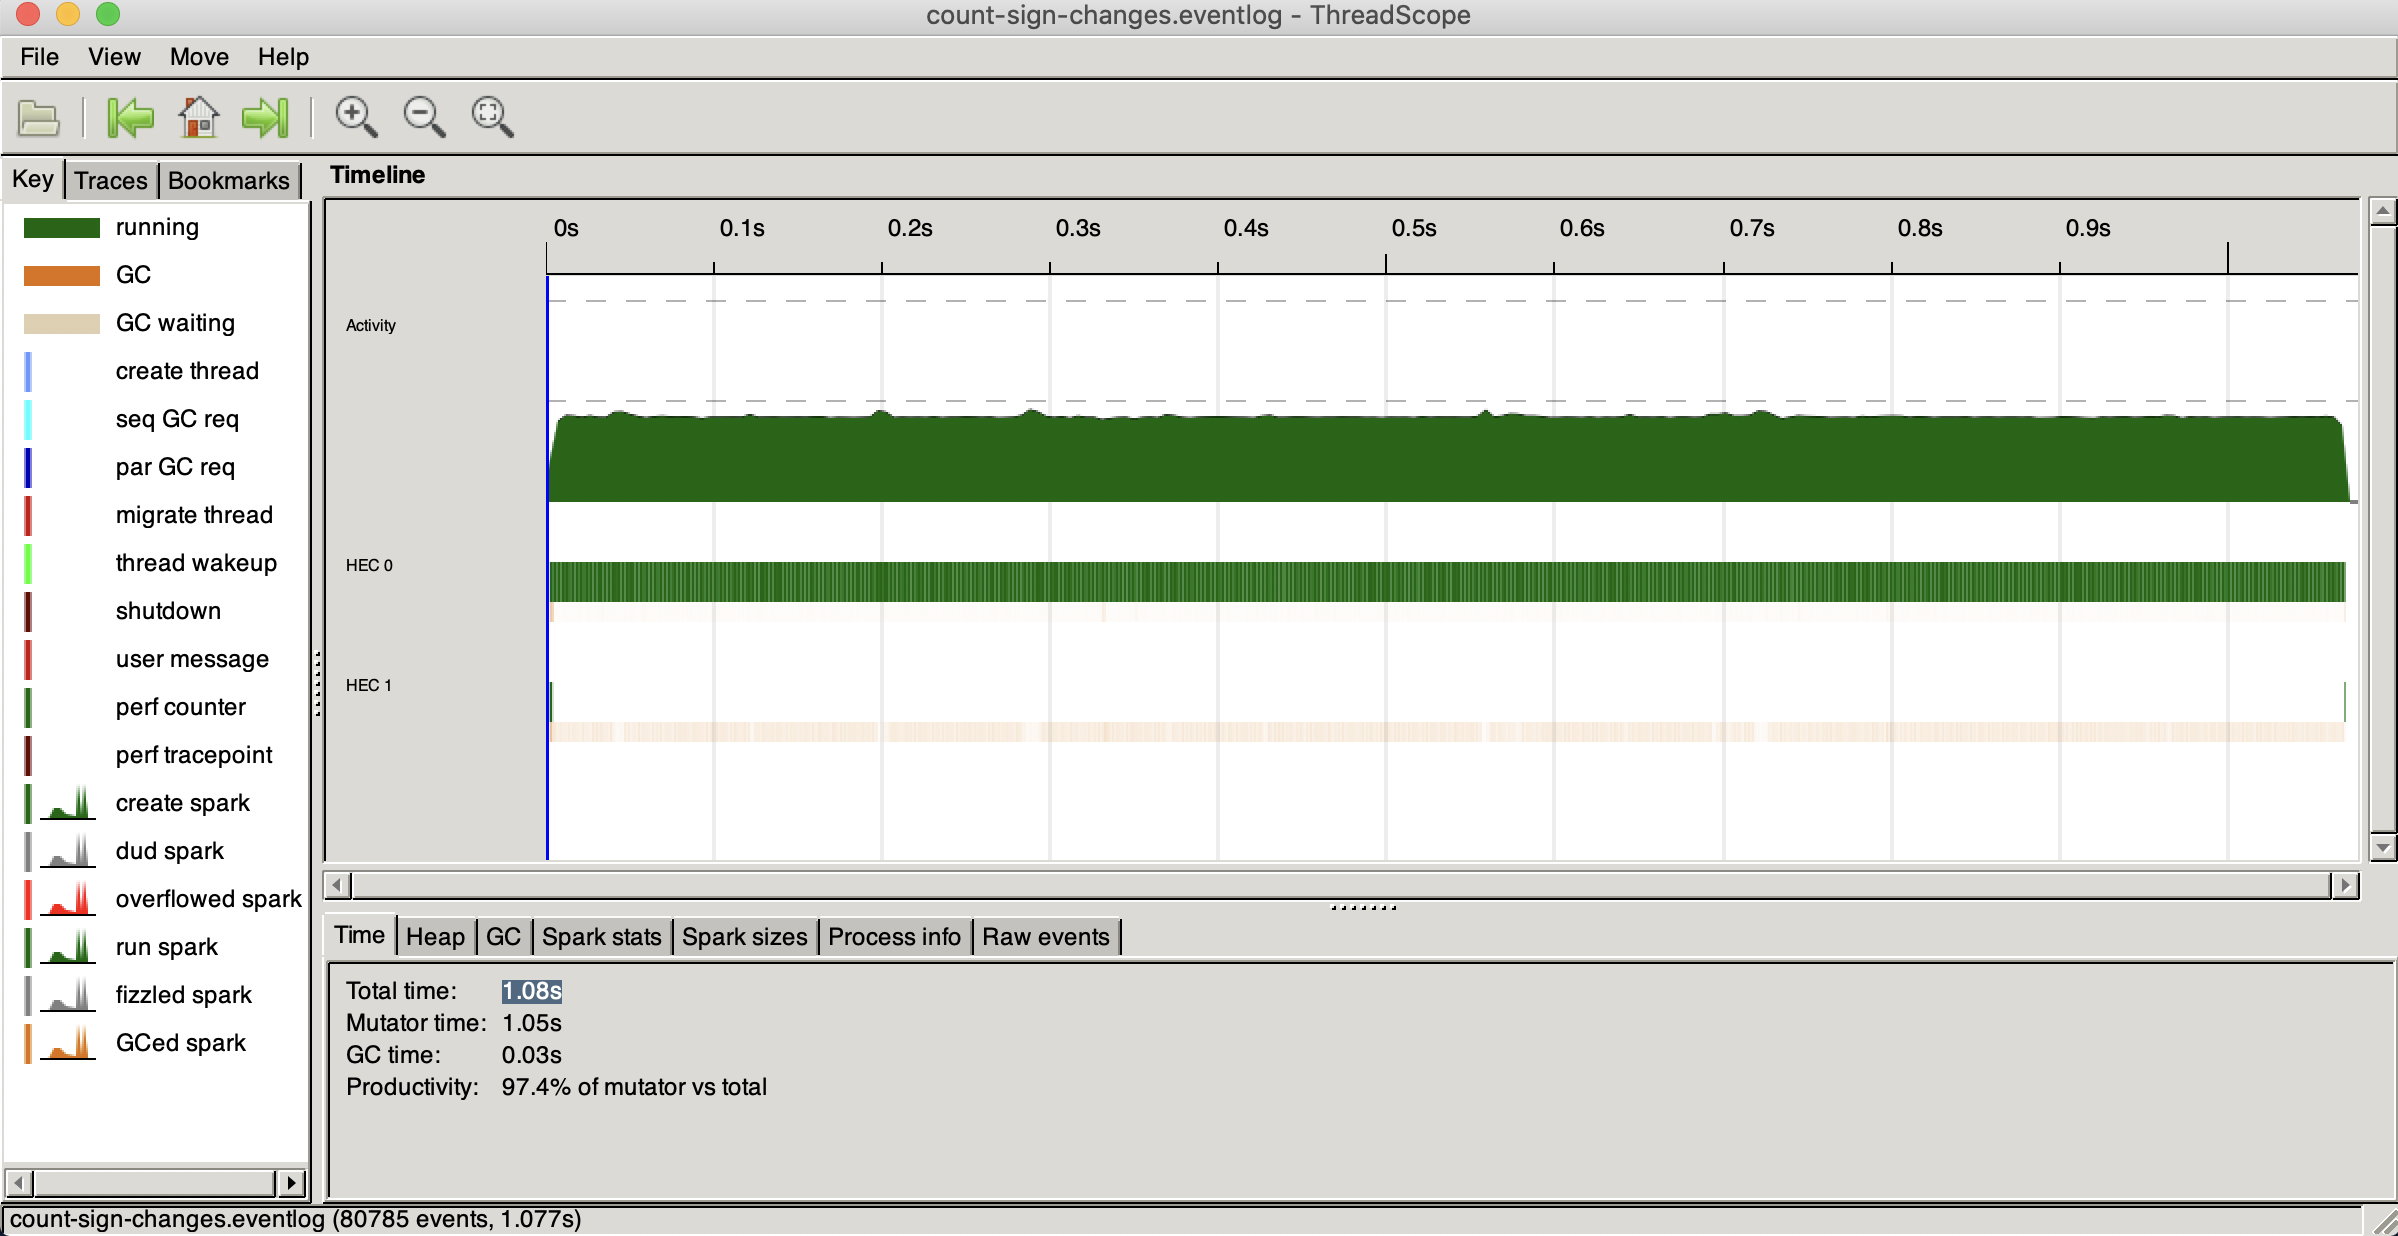 count-sign-changes.eventlog - ThreadScope
File View Move Help
Key Traces Bookmarks
running
GC
GC waiting
create thread
seq GC req
par GC req
migrate thread
thread wakeup
shutdown
user message
perf counter
perf tracepoint
create spark
dud spark
overflowed spark
run spark
fizzled spark
GCed spark
Timeline
0s 0.1s 0.2s 0.3s 0.4s 0.5s 0.6s 0.7s 0.8s 0.9s
Activity
HEC 0
HEC 1
Time Heap GC Spark stats Spark sizes Process info Raw events
Total time: 1.08s
Mutator time: 1.05s
GC time: 0.03s
Productivity: 97.4% of mutator vs total
count-sign-changes.eventlog (80785 events, 1.077s)